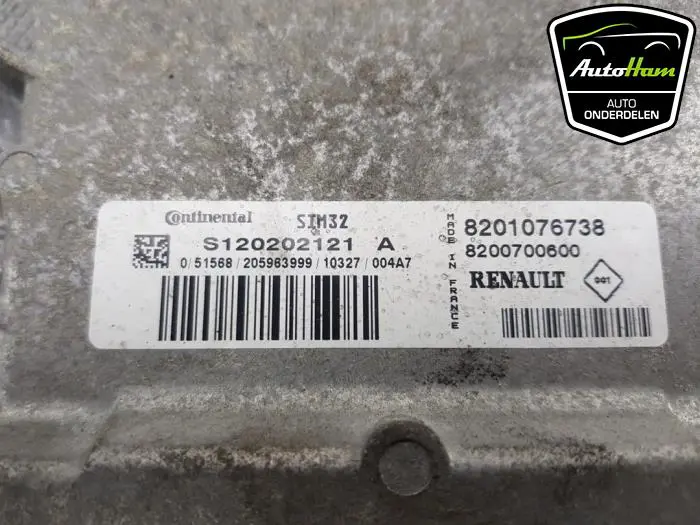 AutoHam
AUTO
ONDERDELEN
Continental SIM32
S120202121 A
0/51568/205963999/10327/004A7
MADE IN FRANCE
8201076738
8200700600
RENAULT
001